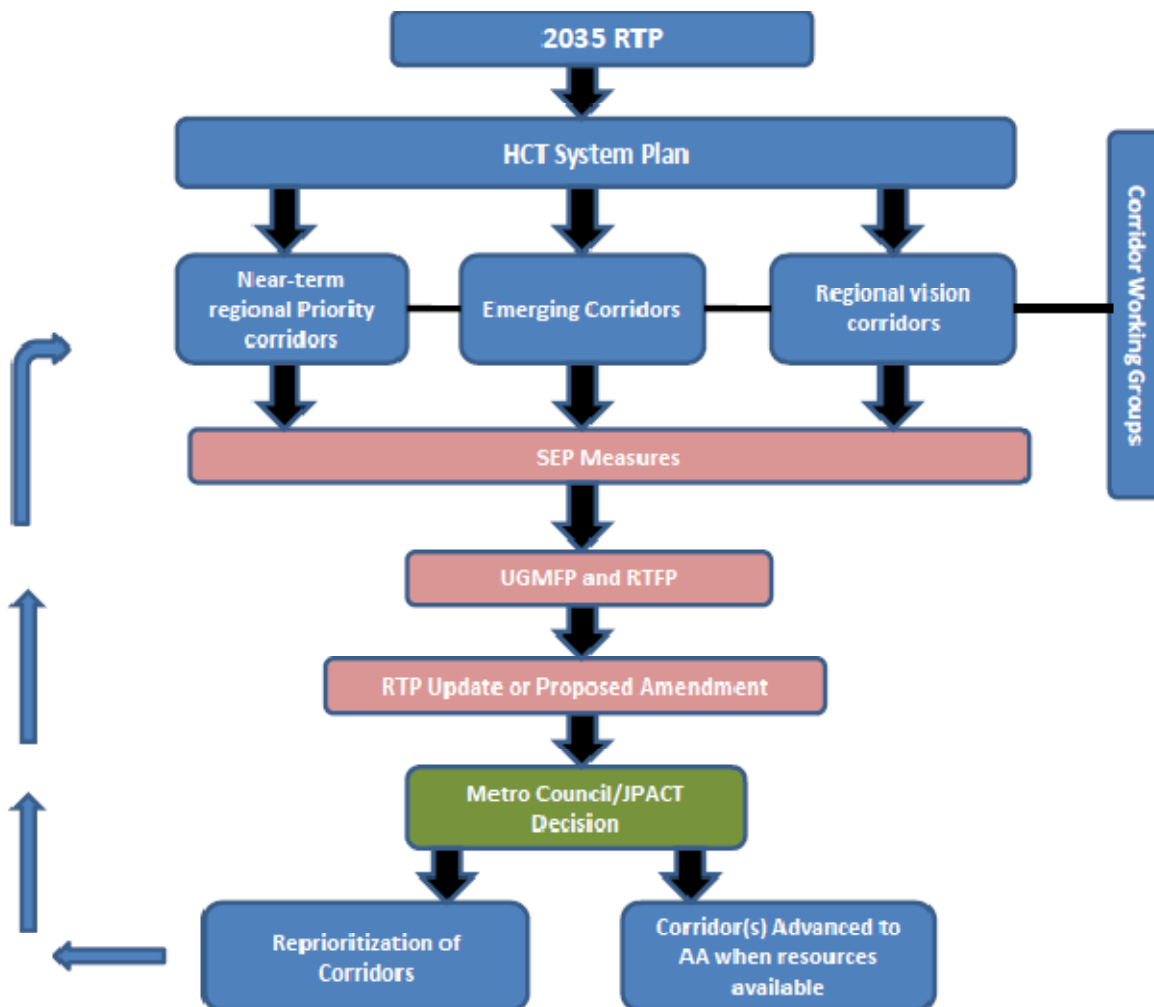 2035 RTP
HCT System Plan
Near-term
regional Priority
corridors
Emerging Corridors
Regional vision
corridors
Corridor Working Groups
SEP Measures
UGMFP and RTFP
RTP Update or Proposed Amendment
Metro Council/JPACT
Decision
Reprioritization of
Corridors
Corridor(s) Advanced to
AA when resources
available